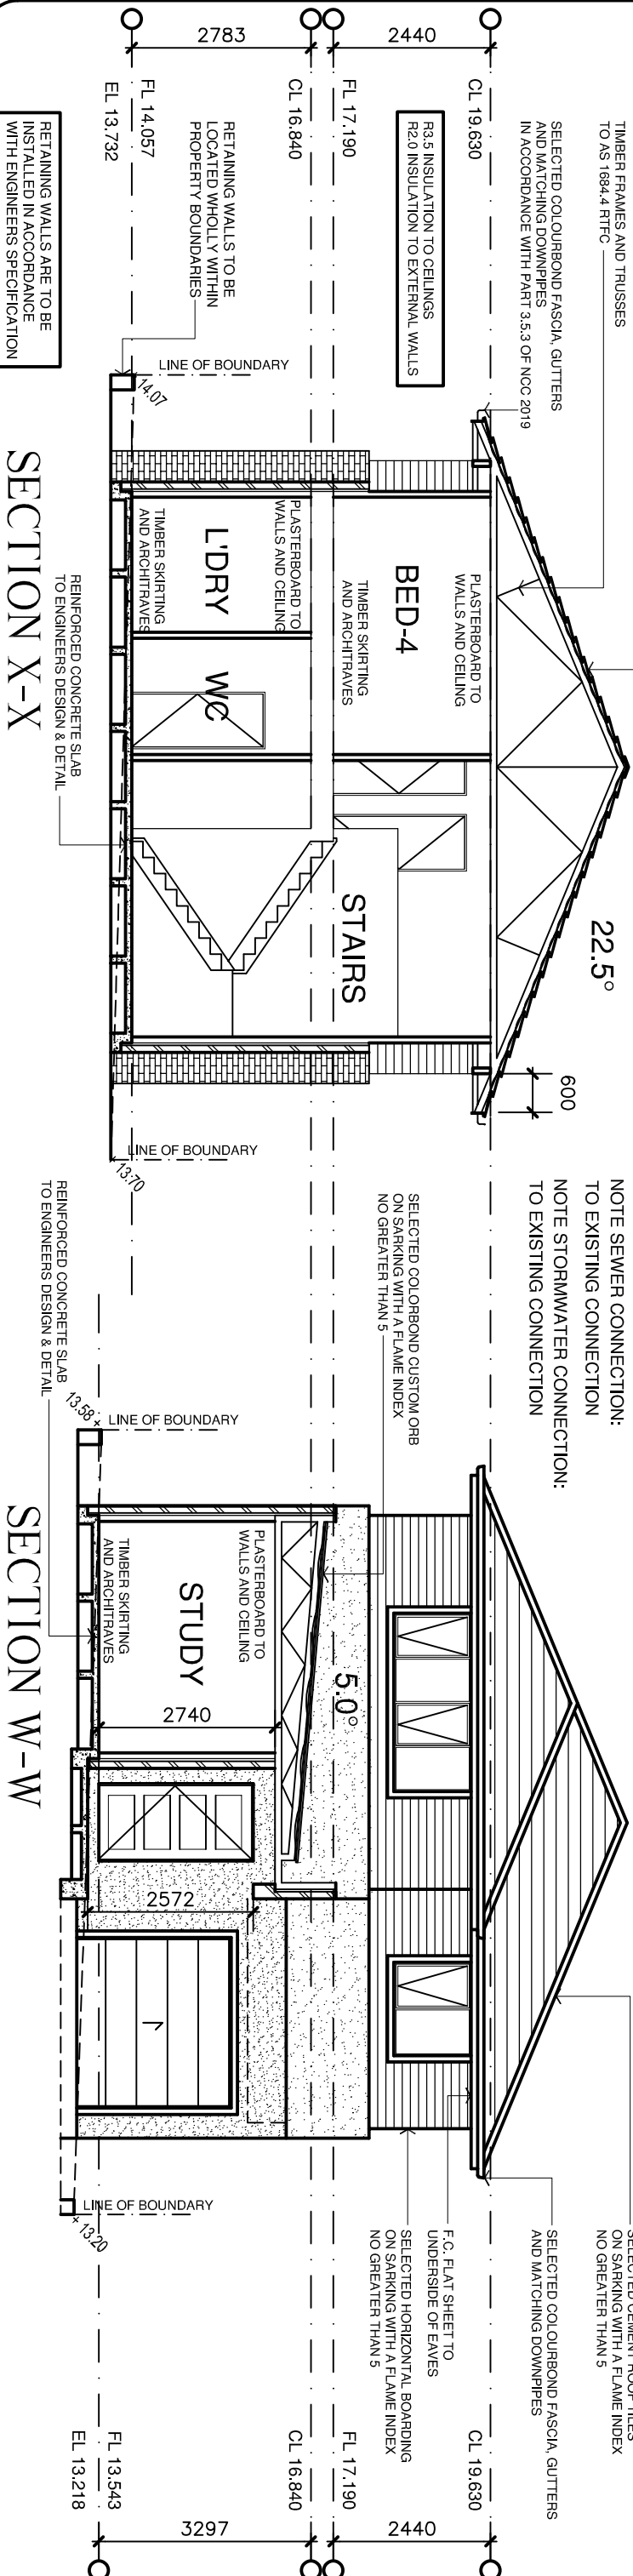 TIMBER FRAMES AND TRUSSES
TO AS 1684.4 RTFC
SELECTED COLOURBOND FASCIA, GUTTERS
AND MATCHING DOWNPIPES
IN ACCORDANCE WITH PART 3.5.3 OF NCC 2019
R3.5 INSULATION TO CEILINGS
R2.0 INSULATION TO EXTERNAL WALLS
2440
CL 19.630
FL 17.190
2783
CL 16.840
FL 14.057
EL 13.732
RETAINING WALLS TO BE
LOCATED WHOLLY WITHIN
PROPERTY BOUNDARIES
RETAINING WALLS ARE TO BE
INSTALLED IN ACCORDANCE
WITH ENGINEERS SPECIFICATION
LINE OF BOUNDARY
14.07
22.5°
600
PLASTERBOARD TO
WALLS AND CEILING
BED-4
TIMBER SKIRTING
AND ARCHITRAVES
STAIRS
PLASTERBOARD TO
WALLS AND CEILING
L'DRY
WC
TIMBER SKIRTING
AND ARCHITRAVES
LINE OF BOUNDARY
13.70
REINFORCED CONCRETE SLAB
TO ENGINEERS DESIGN & DETAIL
SECTION X-X
NOTE SEWER CONNECTION:
TO EXISTING CONNECTION
NOTE STORMWATER CONNECTION:
TO EXISTING CONNECTION
SELECTED COLORBOND CUSTOM ORB
ON SARKING WITH A FLAME INDEX
NO GREATER THAN 5
LINE OF BOUNDARY
13.58
REINFORCED CONCRETE SLAB
TO ENGINEERS DESIGN & DETAIL
5.0°
PLASTERBOARD TO
WALLS AND CEILING
STUDY
2740
TIMBER SKIRTING
AND ARCHITRAVES
2572
LINE OF BOUNDARY
13.20
SECTION W-W
SELECTED CEMENT ROOF TILES
ON SARKING WITH A FLAME INDEX
NO GREATER THAN 5
SELECTED COLOURBOND FASCIA, GUTTERS
AND MATCHING DOWNPIPES
F.C. FLAT SHEET TO
UNDERSIDE OF EAVES
SELECTED HORIZONTAL BOARDING
ON SARKING WITH A FLAME INDEX
NO GREATER THAN 5
CL 19.630
2440
FL 17.190
CL 16.840
3297
FL 13.543
EL 13.218